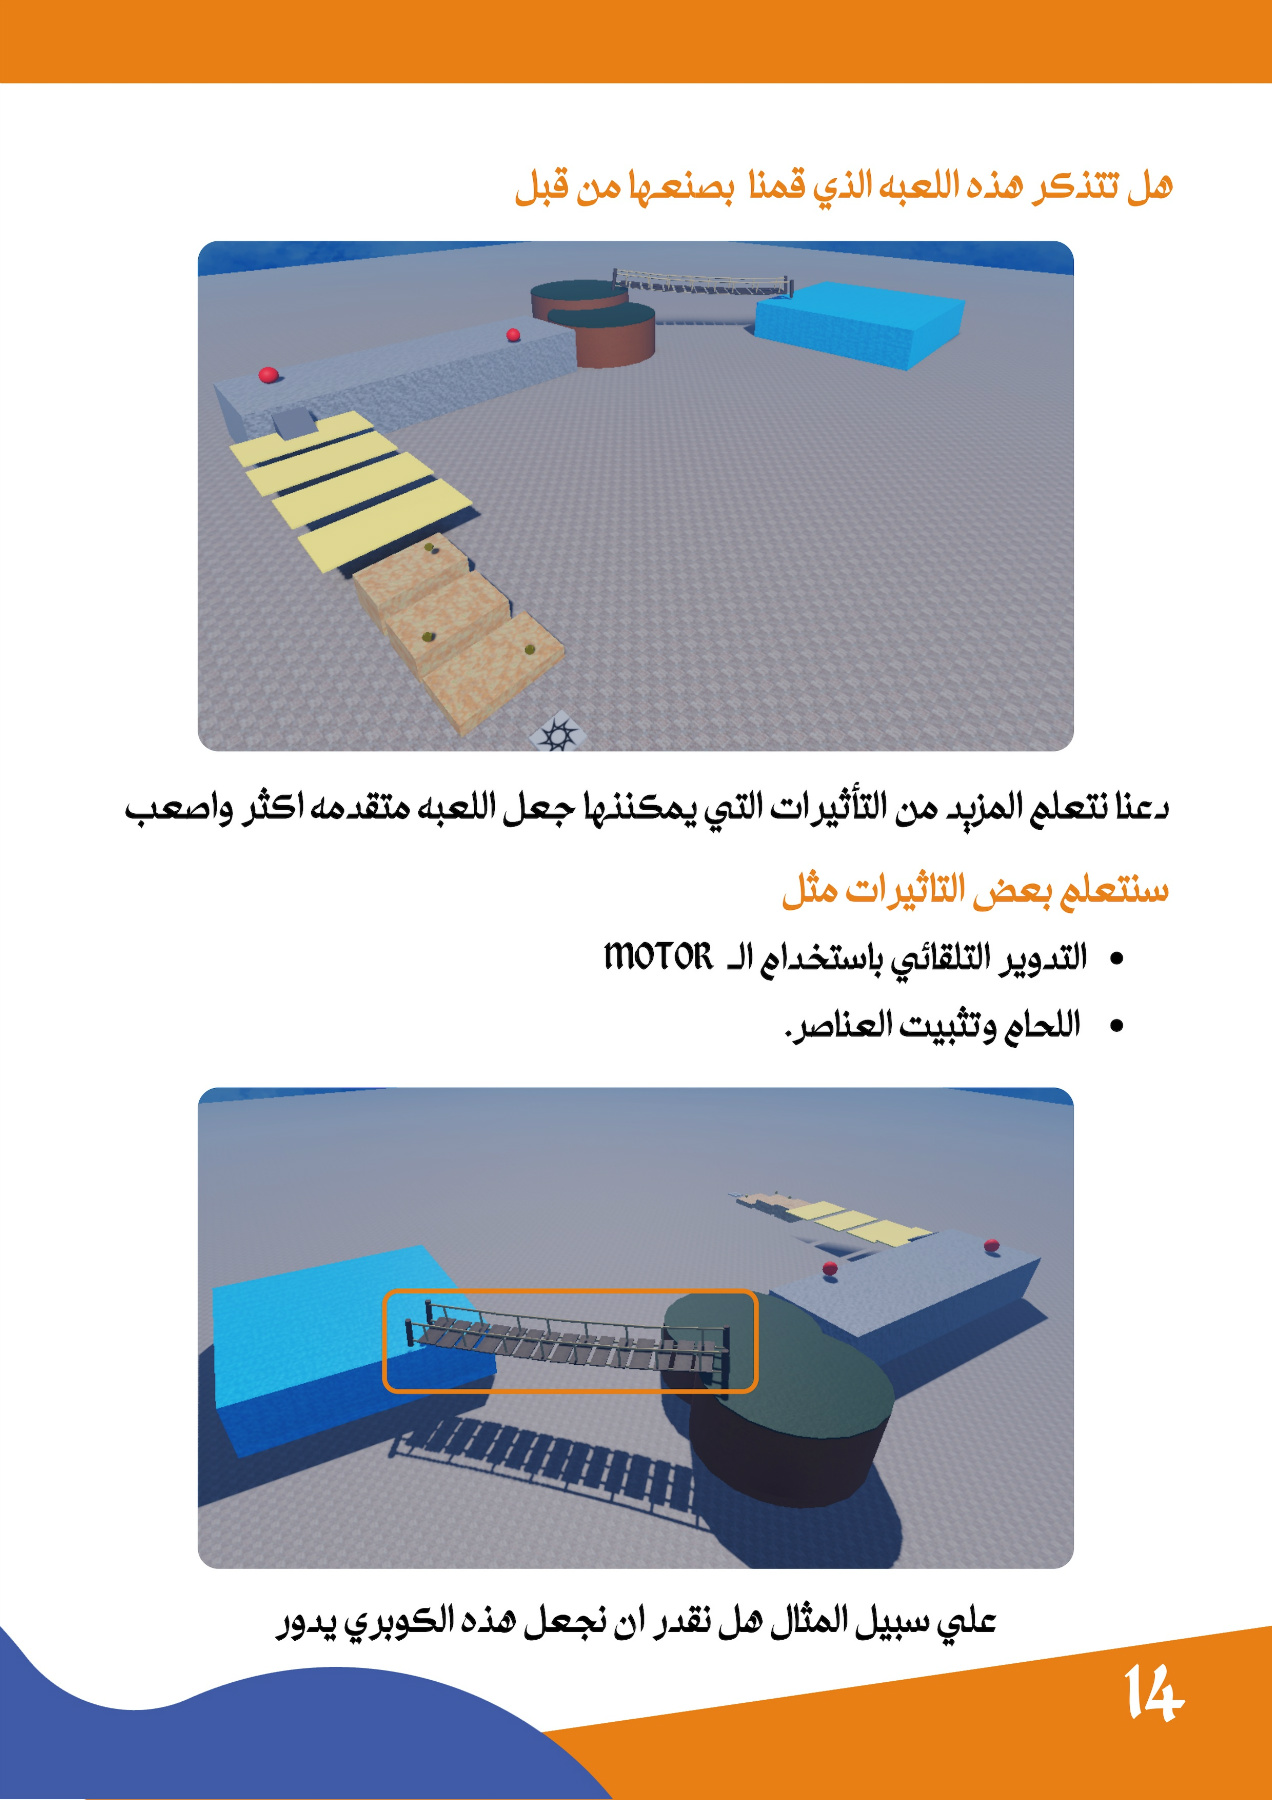 هل تتذكر هذه اللعبه الذي قمنا بصنعها من قبل
دعنا نتعلم المزيد من التأثيرات التي يمكننها جعل اللعبه متقدمه اكثر واصعب
سنتعلم بعض التاثيرات مثل
• التدوير التلقائي باستخدام الـ MOTOR
• اللحام وتثبيت العناصر.
علي سبيل المثال هل نقدر ان نجعل هذه الكوبري يدور
14